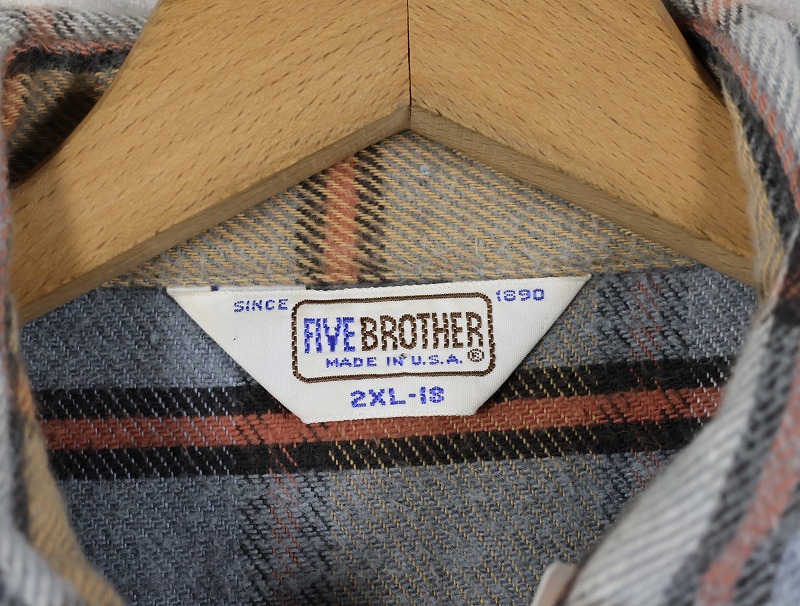 SINCE 1890
FIVE BROTHER
MADE IN U.S.A. ®
2XL-18